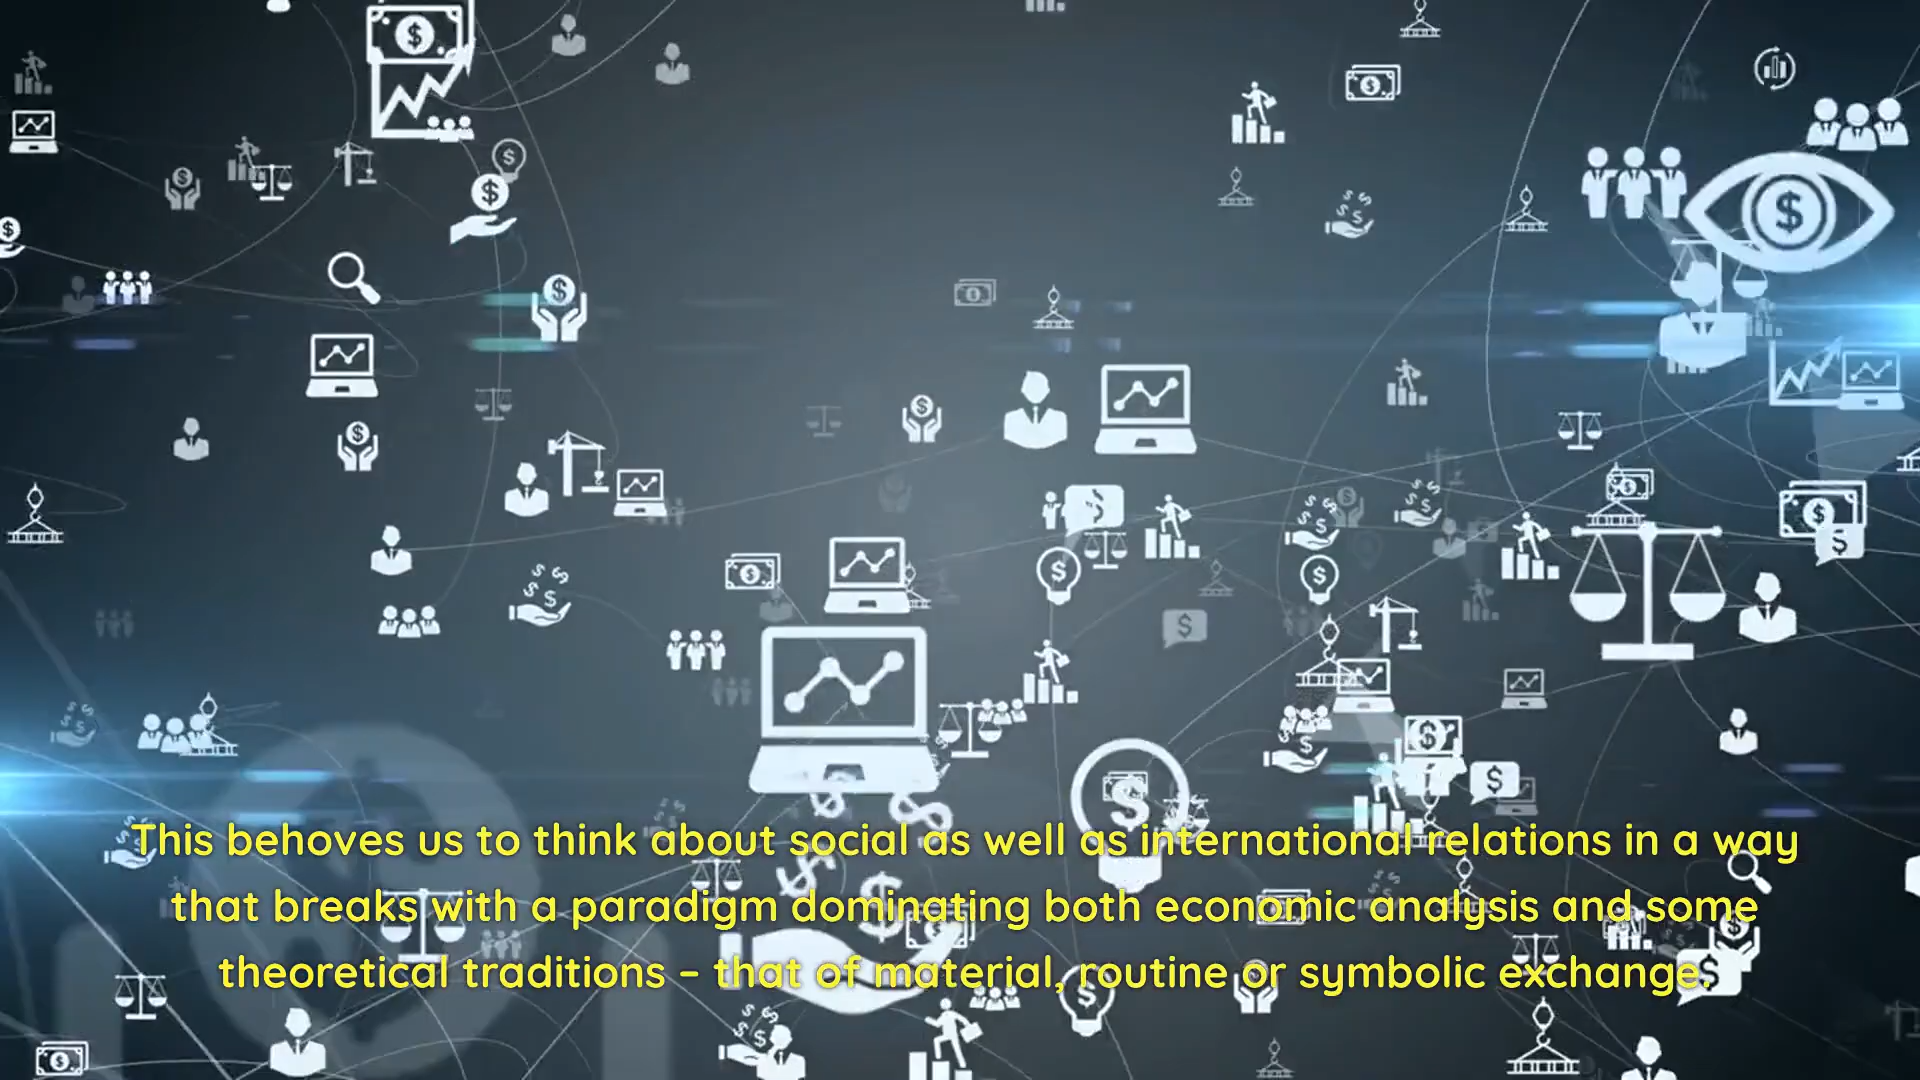 This behoves us to think about social as well as international relations in a way
that breaks with a paradigm dominating both economic analysis and some
theoretical traditions – that of material, routine or symbolic exchange.